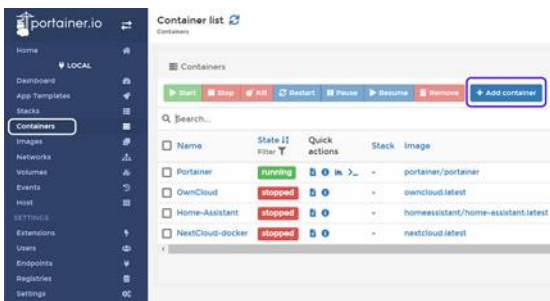 portainer.io
Home
LOCAL
Dashboard
App Templates
Stacks
Containers
Images
Networks
Volumes
Events
Host
SETTINGS
Extensions
Users
Endpoints
Registries
Settings
Container list
Containers
Containers
Start Stop Kill Restart Pause Resume Remove + Add container
Search...
Name State Filter Quick actions Stack Image
Portainer running - portainer/portainer
OwnCloud stopped - owncloud:latest
Home-Assistant stopped - homeassistant/home-assistant:latest
NextCloud-docker stopped - nextcloud:latest